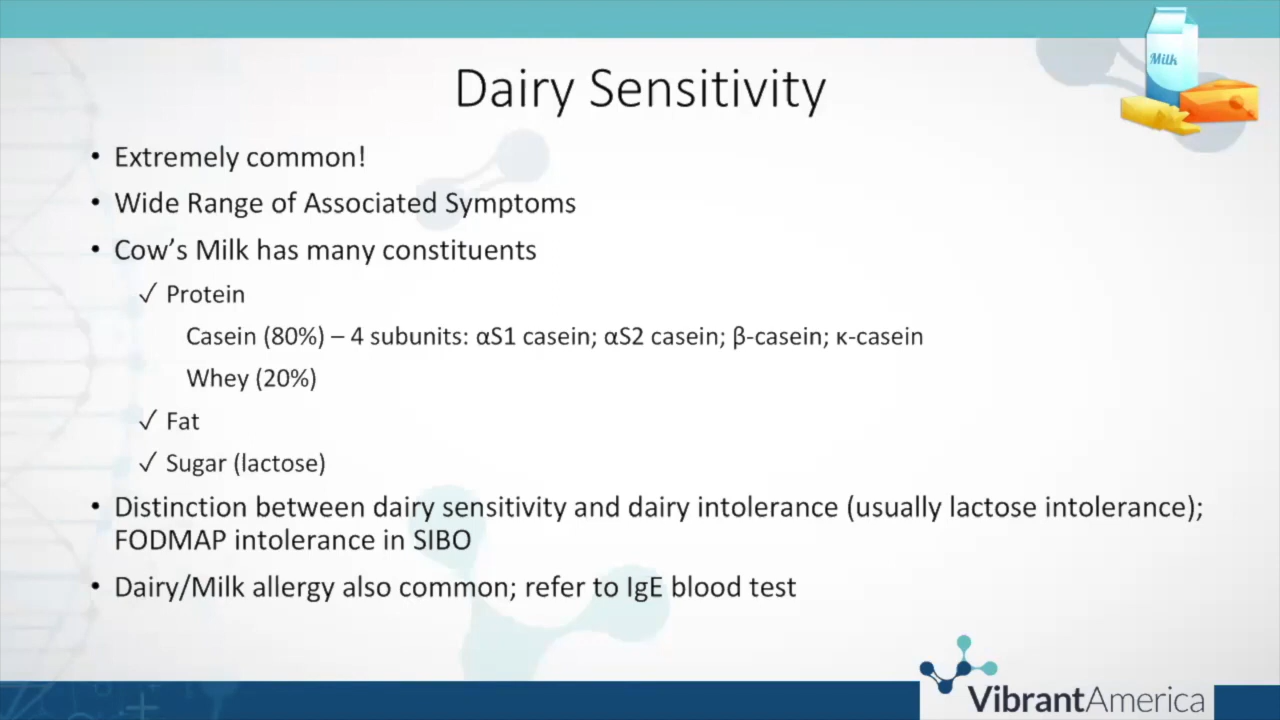 Milk
Dairy Sensitivity
• Extremely common!
• Wide Range of Associated Symptoms
• Cow's Milk has many constituents
✓ Protein
Casein (80%) – 4 subunits: αS1 casein; αS2 casein; β-casein; κ-casein
Whey (20%)
✓ Fat
✓ Sugar (lactose)
• Distinction between dairy sensitivity and dairy intolerance (usually lactose intolerance);
FODMAP intolerance in SIBO
• Dairy/Milk allergy also common; refer to IgE blood test
VibrantAmerica